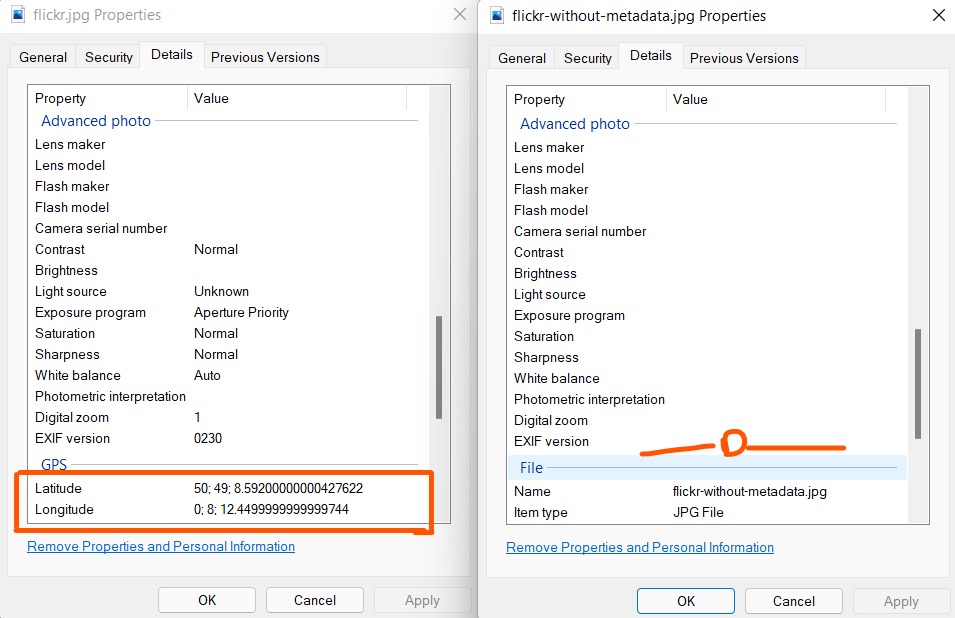 flickr.jpg Properties
General Security Details Previous Versions
Property Value
Advanced photo
Lens maker
Lens model
Flash maker
Flash model
Camera serial number
Contrast Normal
Brightness
Light source Unknown
Exposure program Aperture Priority
Saturation Normal
Sharpness Normal
White balance Auto
Photometric interpretation
Digital zoom 1
EXIF version 0230
GPS
Latitude 50; 49; 8.59200000000427622
Longitude 0; 8; 12.4499999999999744
Remove Properties and Personal Information
OK Cancel Apply
flickr-without-metadata.jpg Properties
General Security Details Previous Versions
Property Value
Advanced photo
Lens maker
Lens model
Flash maker
Flash model
Camera serial number
Contrast
Brightness
Light source
Exposure program
Saturation
Sharpness
White balance
Photometric interpretation
Digital zoom
EXIF version
File
Name flickr-without-metadata.jpg
Item type JPG File
Remove Properties and Personal Information
OK Cancel Apply